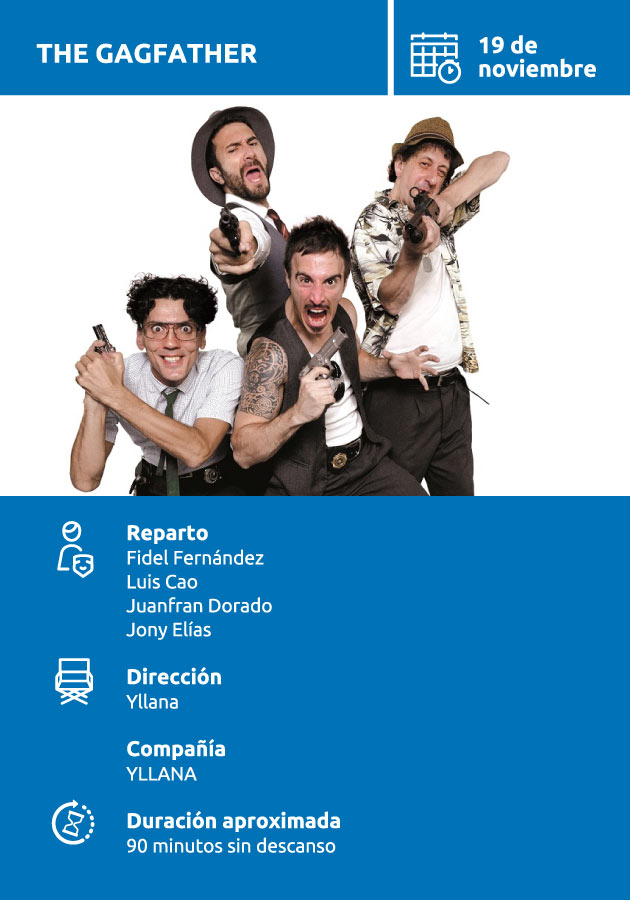 THE GAGFATHER
19 de
noviembre
Reparto
Fidel Fernández
Luis Cao
Juanfran Dorado
Jony Elías
Dirección
Yllana
Compañía
YLLANA
Duración aproximada
90 minutos sin descanso